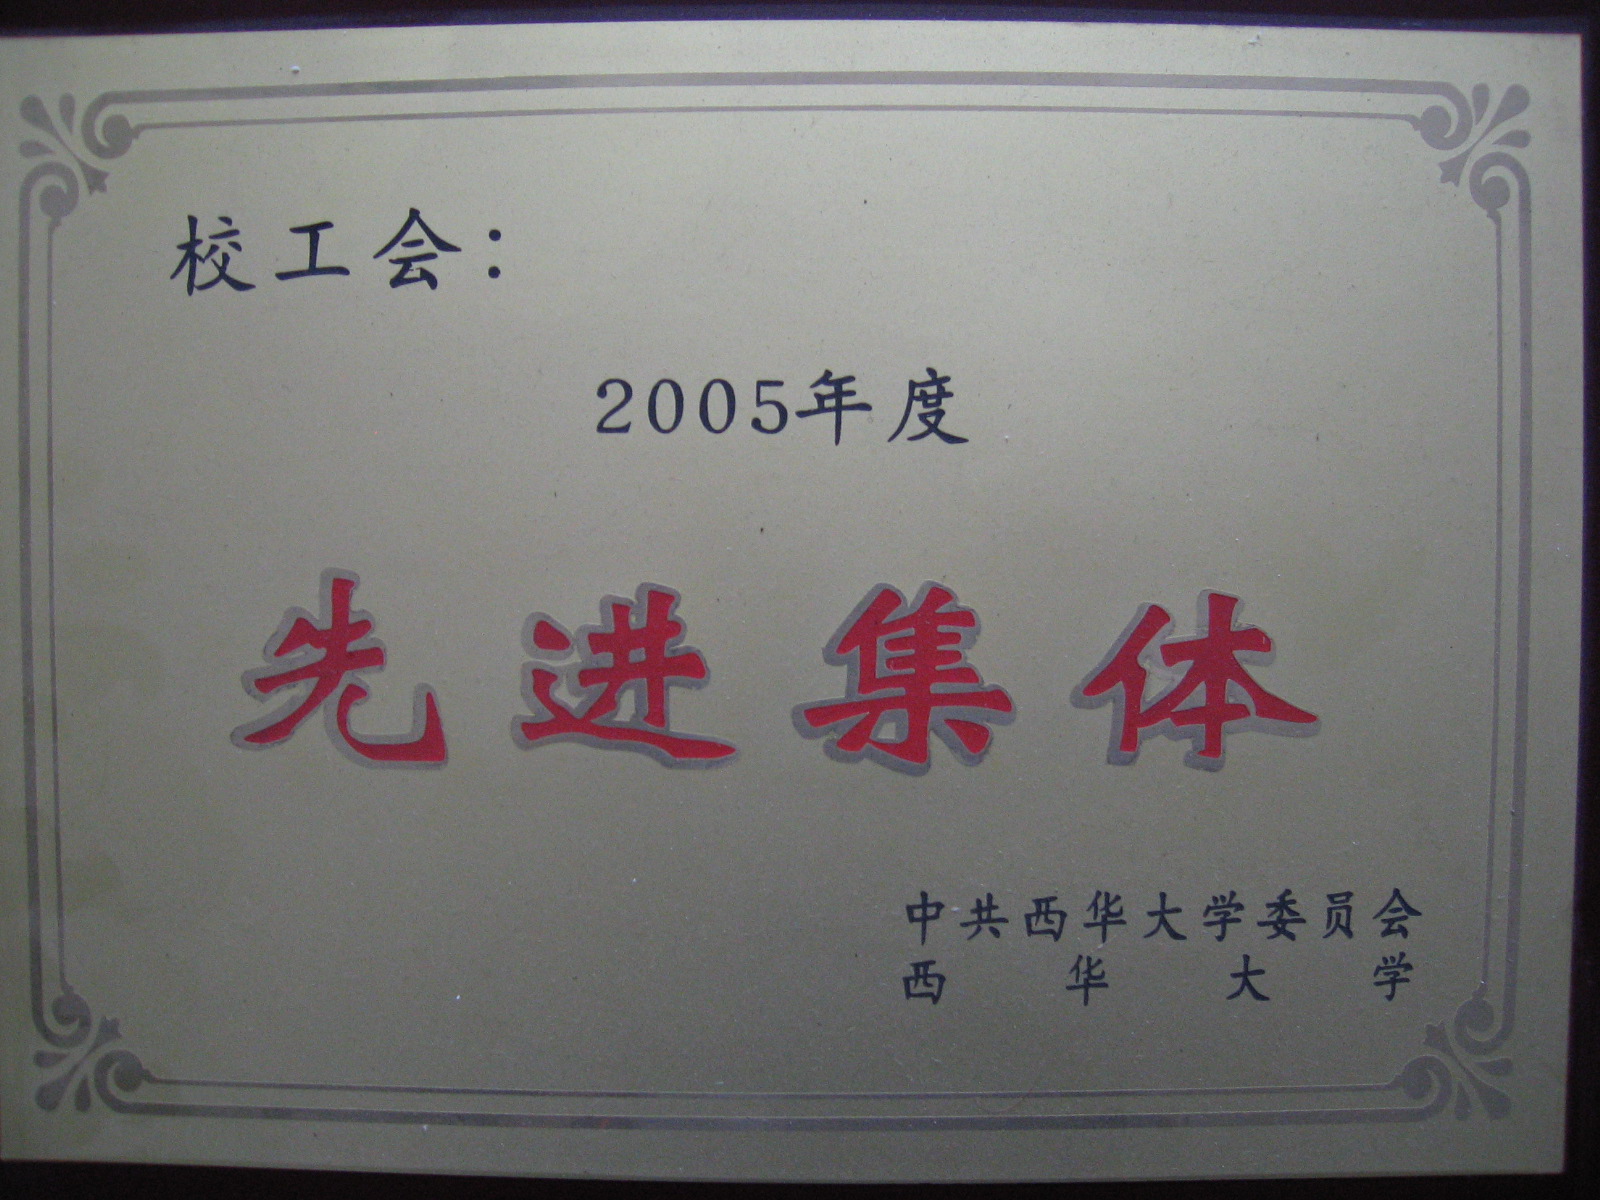 校工会：
2005年度
先进集体
中共西华大学委员会
西华大学